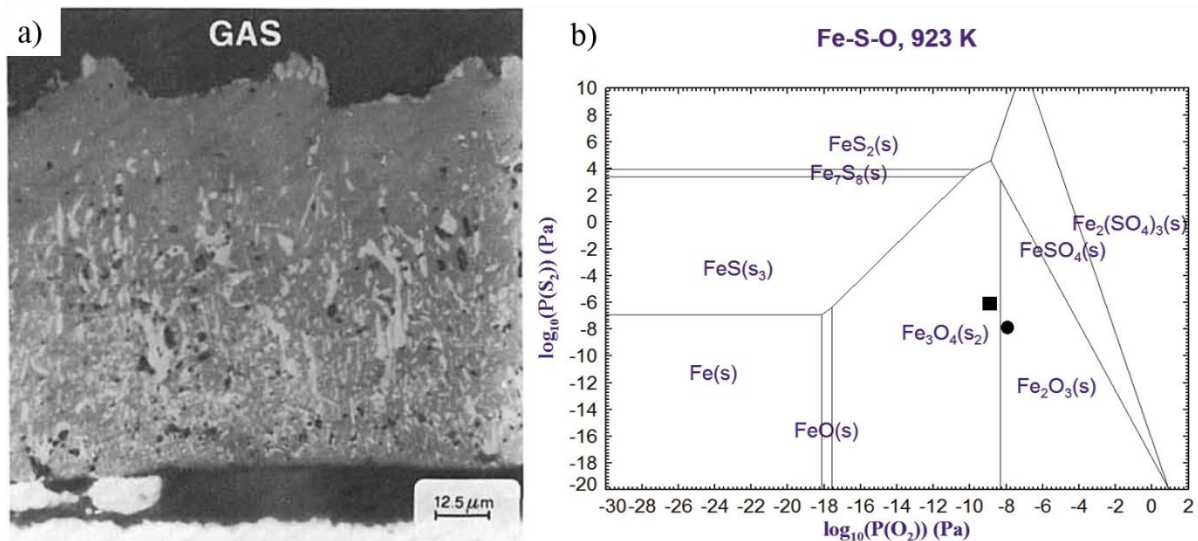 a)
GAS
12.5 μm
b)
Fe-S-O, 923 K
log₁₀(P(S₂)) (Pa)
10
8
6
4
2
0
-2
-4
-6
-8
-10
-12
-14
-16
-18
-20
FeS₂(s)
Fe₇S₈(s)
Fe₂(SO₄)₃(s)
FeSO₄(s)
FeS(s₃)
Fe₃O₄(s₂)
Fe(s)
Fe₂O₃(s)
FeO(s)
-30 -28 -26 -24 -22 -20 -18 -16 -14 -12 -10 -8 -6 -4 -2 0 2
log₁₀(P(O₂)) (Pa)